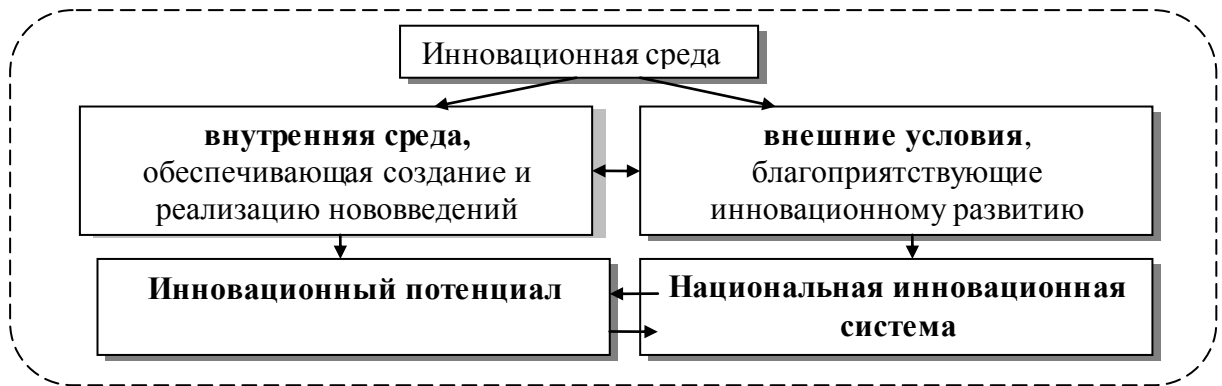 Инновационная среда
внутренняя среда,
обеспечивающая создание и
реализацию нововведений
внешние условия,
благоприятствующие
инновационному развитию
Инновационный потенциал
Национальная инновационная
система